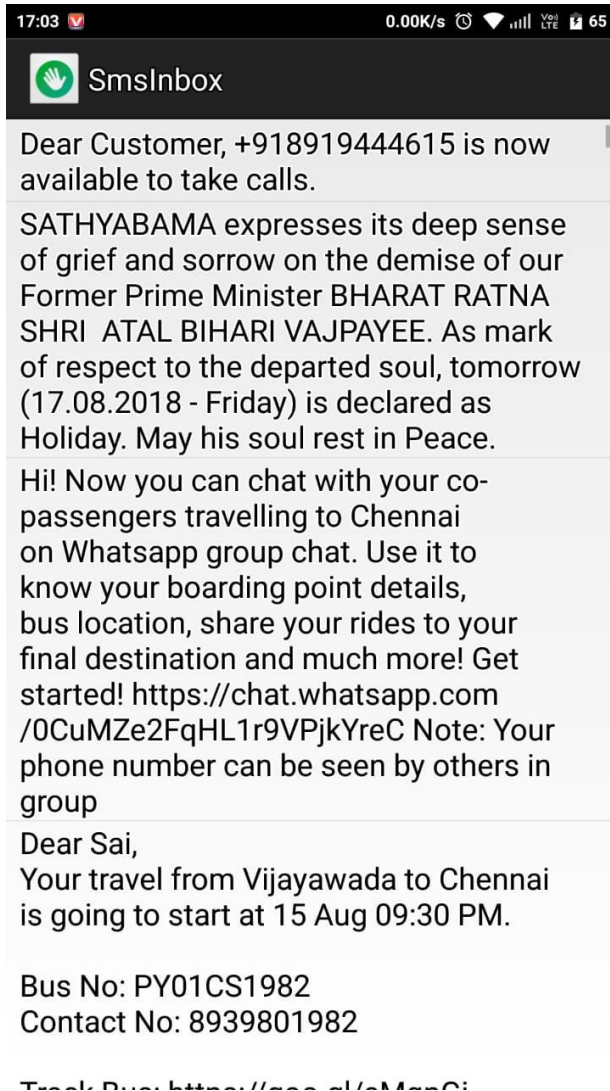 17:03 0.00K/s Vo) LTE 65
SmsInbox
Dear Customer, +918919444615 is now
available to take calls.
SATHYABAMA expresses its deep sense
of grief and sorrow on the demise of our
Former Prime Minister BHARAT RATNA
SHRI  ATAL BIHARI VAJPAYEE. As mark
of respect to the departed soul, tomorrow
(17.08.2018 - Friday) is declared as
Holiday. May his soul rest in Peace.
Hi! Now you can chat with your co-
passengers travelling to Chennai
on Whatsapp group chat. Use it to
know your boarding point details,
bus location, share your rides to your
final destination and much more! Get
started! https://chat.whatsapp.com
/0CuMZe2FqHL1r9VPjkYreC Note: Your
phone number can be seen by others in
group
Dear Sai,
Your travel from Vijayawada to Chennai
is going to start at 15 Aug 09:30 PM.
Bus No: PY01CS1982
Contact No: 8939801982
Track Bus: